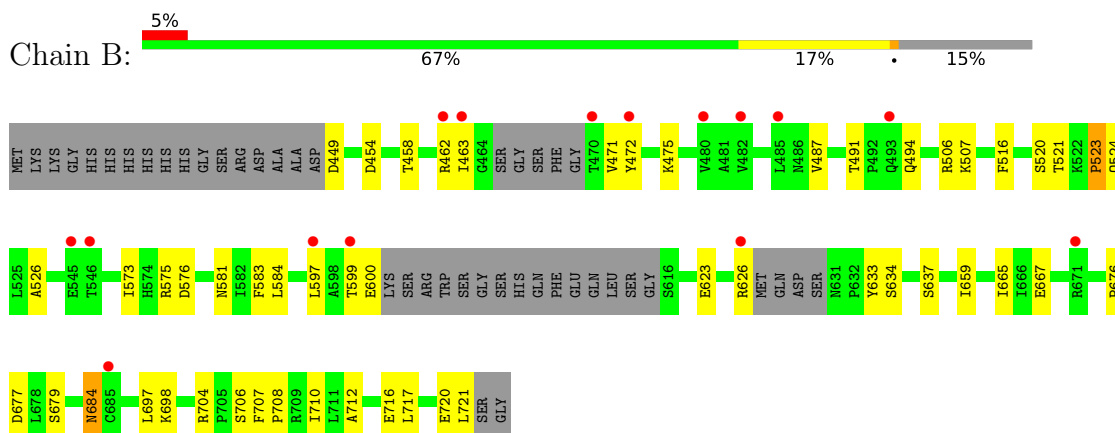 5%
Chain B:
67% 17% • 15%
MET LYS LYS GLY HIS HIS HIS HIS HIS HIS HIS GLY SER ARG ASP ALA ALA ASP D449 D454 T458 R462 I463 G464 SER GLY SER PHE GLY T470 V471 Y472 K475 V480 A481 V482 L485 N486 V487 T491 P492 Q493 Q494 R506 K507 F516 S520 T521 K522 P523 Q524
L525 A526 E545 T546 I573 H574 R575 D576 N581 I582 F583 L584 L597 A598 T599 E600 LYS SER ARG TRP SER GLY SER HIS GLN PHE GLU GLN LEU SER GLY S616 E623 R626 MET GLN ASP SER N631 P632 Y633 S634 S637 I659 I665 I666 E667 R671 P676
D677 L678 S679 N684 C685 L697 K698 R704 P705 S706 F707 P708 R709 I710 L711 A712 E716 L717 E720 L721 SER GLY